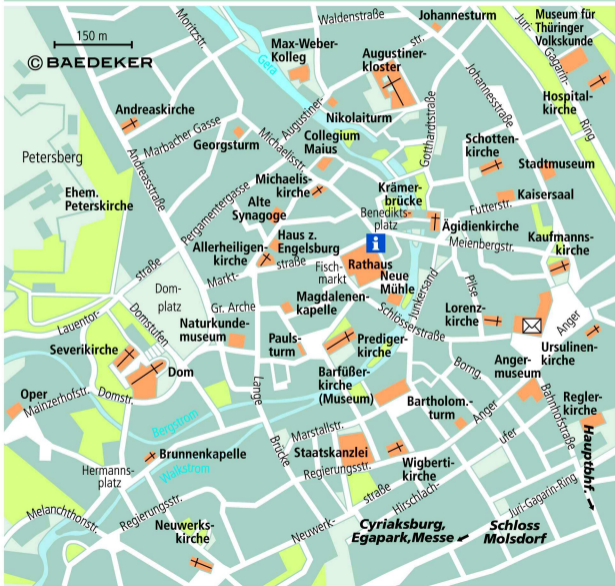 Waldenstraße
Johannesturm
Museum für
Thüringer
Volkskunde
Juri-
Gagarin-
Ring
150 m
© BAEDEKER
Moritzstr.
Gera
Max-Weber-
Kolleg
Augustiner-
kloster
Augustiner
str.
Johannesstraße
Hospital-
kirche
Andreaskirche
Nikolaiturm
Gotthardtstraße
Marbacher Gasse
Georgsturm
Michaelisstr.
Collegium
Maius
Schotten-
kirche
Stadtmuseum
Petersberg
Andreasstraße
Ehem.
Peterskirche
Pergamentergasse
Michaelis-
kirche
Krämer-
brücke
Kaisersaal
Futterstr.
Alte
Synagoge
Benedikts-
platz
Ägidienkirche
Kaufmanns-
kirche
Haus z.
Engelsburg
i
Meienbergstr.
Allerheiligen-
kirche
Rathaus
Markt-
straße
Fisch-
markt
Neue
Mühle
Junkersand
Pilse
straße
Dom-
platz
Magdalenen-
kapelle
Gr. Arche
Schlösserstraße
Lorenz-
kirche
Anger
Lauentor-
Domstufen
Naturkunde-
museum
Pauls-
turm
Prediger-
kirche
Ursulinen-
kirche
Severikirche
Dom
Borng.
Anger-
museum
Barfüßer-
kirche
(Museum)
Bahnhofstraße
Regler-
kirche
Oper
Mainzerhofstr.
Domstr.
Lange
Brücke
Bartholom.-
turm
Anger
Bergstrom
Marstallstr.
ufer
Hauptbhf.
Brunnenkapelle
Staatskanzlei
Walkstrom
Regierungsstr.
Wigberti-
kirche
Hermanns-
platz
straße
Hirschlach-
Juri-Gagarin-Ring
Melanchthonstr.
Regierungsstr.
Neuwerk-
Cyriaksburg,
Egapark,Messe
Schloss
Molsdorf
Neuwerks-
kirche